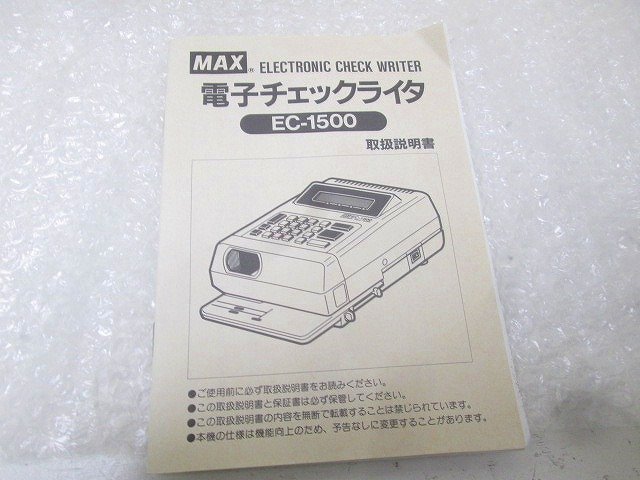 MAX® ELECTRONIC CHECK WRITER
電子チェックライタ
EC-1500
取扱説明書
●ご使用前に必ず取扱説明書をお読みください。
●この取扱説明書と保証書は必ず保管してください。
●この取扱説明書の内容を無断で転載することは禁じられています。
●本機の仕様は機能向上のため、予告なしに変更することがあります。